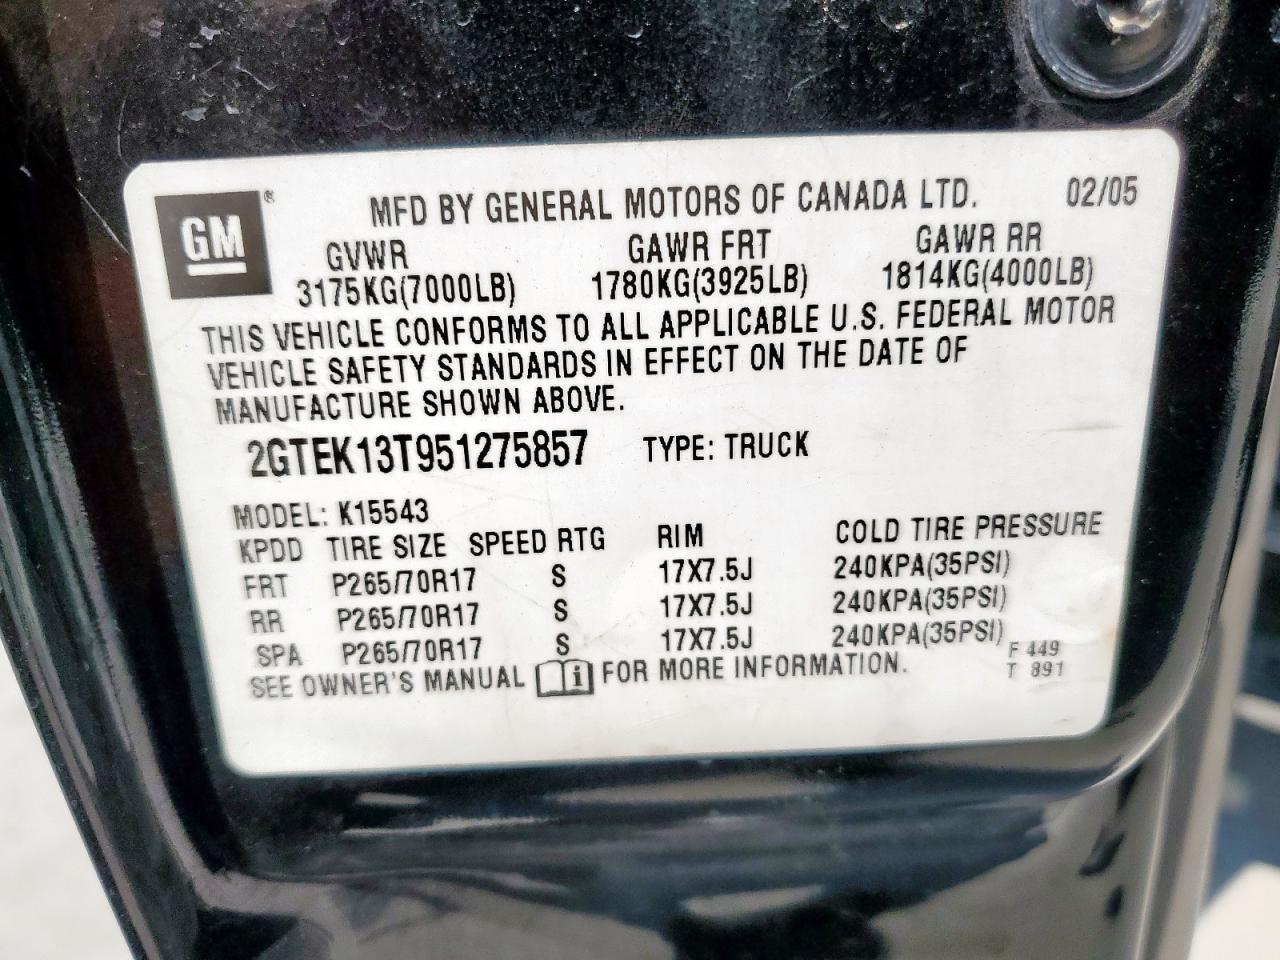 GM ® MFD BY GENERAL MOTORS OF CANADA LTD. 02/05
GVWR GAWR FRT GAWR RR
3175KG(7000LB) 1780KG(3925LB) 1814KG(4000LB)
THIS VEHICLE CONFORMS TO ALL APPLICABLE U.S. FEDERAL MOTOR
VEHICLE SAFETY STANDARDS IN EFFECT ON THE DATE OF
MANUFACTURE SHOWN ABOVE.
2GTEK13T951275857 TYPE: TRUCK
MODEL: K15543
KPDD TIRE SIZE SPEED RTG RIM COLD TIRE PRESSURE
FRT P265/70R17 S 17X7.5J 240KPA(35PSI)
RR P265/70R17 S 17X7.5J 240KPA(35PSI)
SPA P265/70R17 S 17X7.5J 240KPA(35PSI)
SEE OWNER'S MANUAL i FOR MORE INFORMATION.
F 449
T 891